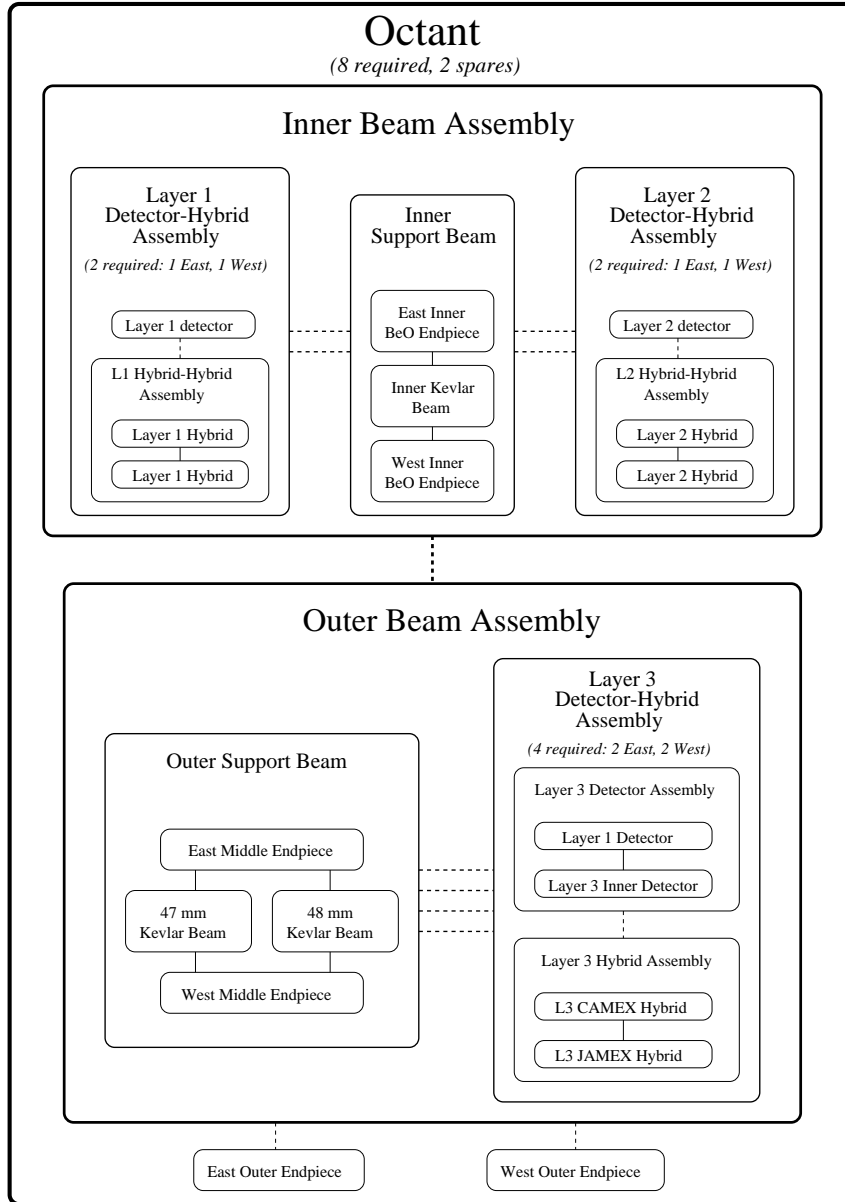 Octant
(8 required, 2 spares)
Inner Beam Assembly
Layer 1
Detector-Hybrid
Assembly
(2 required: 1 East, 1 West)
Layer 1 detector
L1 Hybrid-Hybrid
Assembly
Layer 1 Hybrid
Layer 1 Hybrid
Inner
Support Beam
East Inner
BeO Endpiece
Inner Kevlar
Beam
West Inner
BeO Endpiece
Layer 2
Detector-Hybrid
Assembly
(2 required: 1 East, 1 West)
Layer 2 detector
L2 Hybrid-Hybrid
Assembly
Layer 2 Hybrid
Layer 2 Hybrid
Outer Beam Assembly
Outer Support Beam
East Middle Endpiece
47 mm
Kevlar Beam
48 mm
Kevlar Beam
West Middle Endpiece
Layer 3
Detector-Hybrid
Assembly
(4 required: 2 East, 2 West)
Layer 3 Detector Assembly
Layer 1 Detector
Layer 3 Inner Detector
Layer 3 Hybrid Assembly
L3 CAMEX Hybrid
L3 JAMEX Hybrid
East Outer Endpiece
West Outer Endpiece